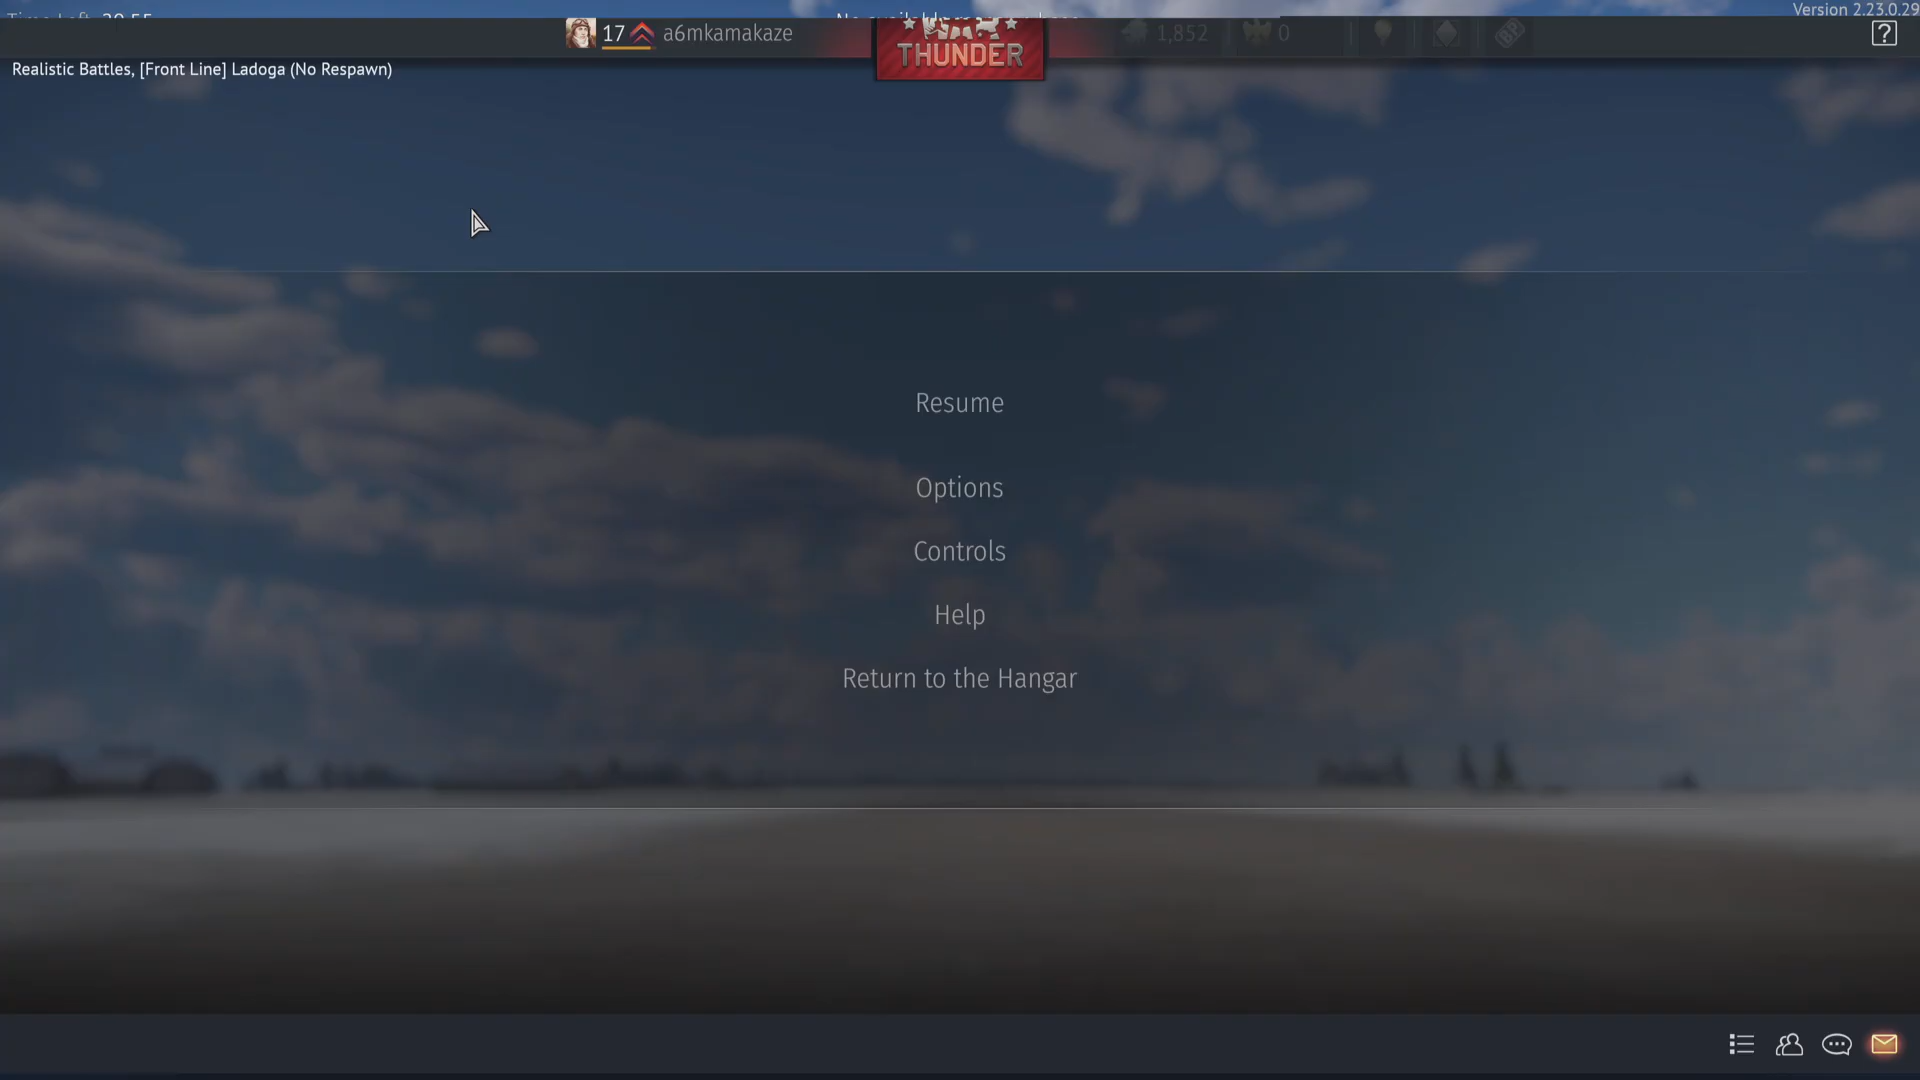 Version 2.23.0.29
17 a6mkamakaze
THUNDER
1,852
0
?
Realistic Battles, [Front Line] Ladoga (No Respawn)
Resume
Options
Controls
Help
Return to the Hangar